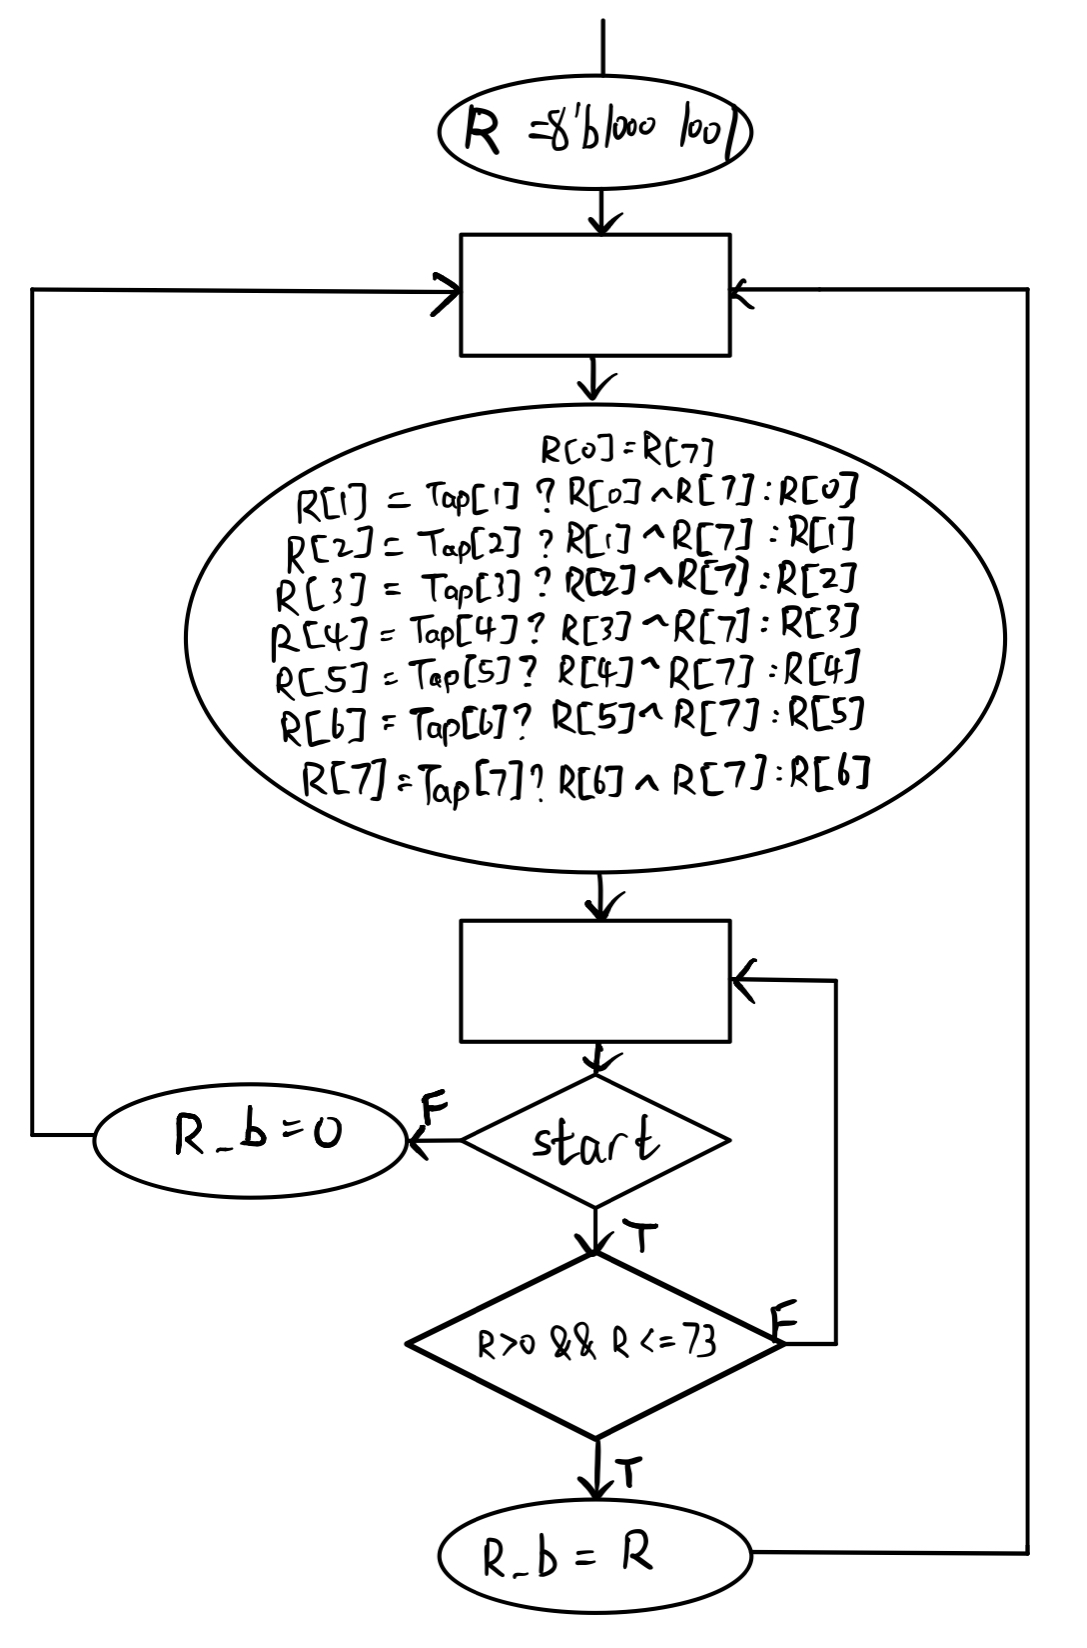 R =8'b1000 1001
R[0] = R[7]
R[1] = Tap[1] ? R[0] ^ R[7] : R[0]
R[2] = Tap[2] ? R[1] ^ R[7] : R[1]
R[3] = Tap[3] ? R[2] ^ R[7] : R[2]
R[4] = Tap[4] ? R[3] ^ R[7] : R[3]
R[5] = Tap[5] ? R[4] ^ R[7] : R[4]
R[6] = Tap[6] ? R[5] ^ R[7] : R[5]
R[7] = Tap[7] ? R[6] ^ R[7] : R[6]
F
R_b = 0
start
T
F
R>0 && R <= 73
T
R_b = R